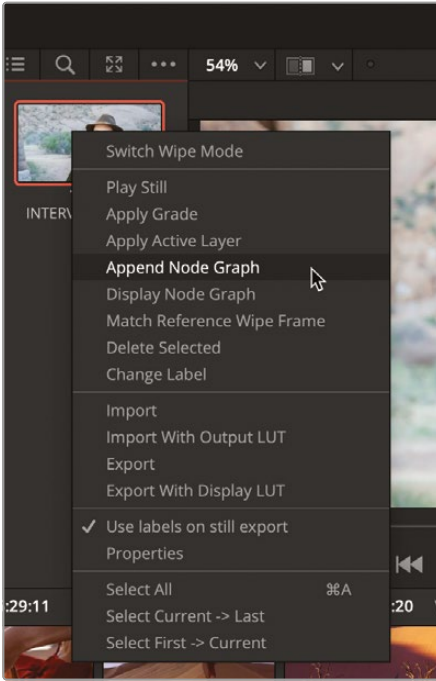 54%
INTERV
Switch Wipe Mode
Play Still
Apply Grade
Apply Active Layer
Append Node Graph
Display Node Graph
Match Reference Wipe Frame
Delete Selected
Change Label
Import
Import With Output LUT
Export
Export With Display LUT
✓ Use labels on still export
Properties
Select All ⌘A
:29:11 :20
Select Current -> Last
Select First -> Current